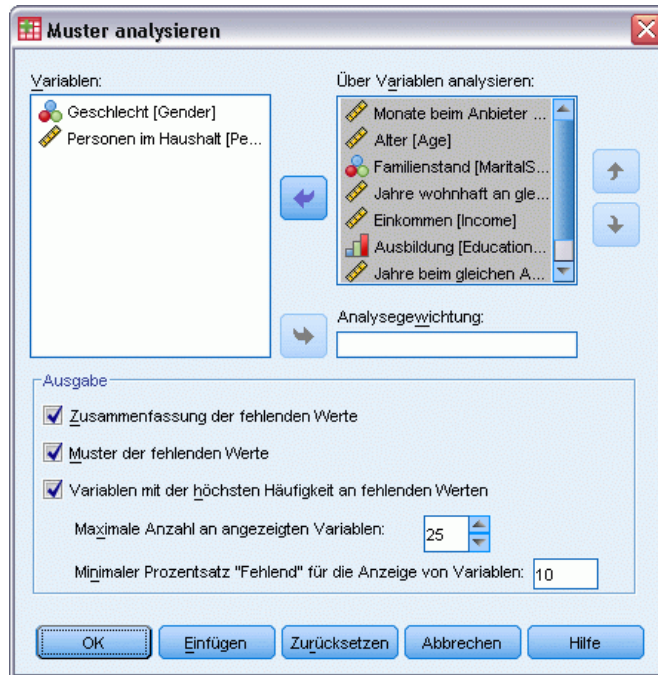 Muster analysieren
Variablen:
Geschlecht [Gender]
Personen im Haushalt [Pe...
Über Variablen analysieren:
Monate beim Anbieter ...
Alter [Age]
Familienstand [MaritalS...
Jahre wohnhaft an gle...
Einkommen [Income]
Ausbildung [Education...
Jahre beim gleichen A...
Analysegewichtung:
Ausgabe
Zusammenfassung der fehlenden Werte
Muster der fehlenden Werte
Variablen mit der höchsten Häufigkeit an fehlenden Werten
Maximale Anzahl an angezeigten Variablen: 25
Minimaler Prozentsatz "Fehlend" für die Anzeige von Variablen: 10
OK Einfügen Zurücksetzen Abbrechen Hilfe